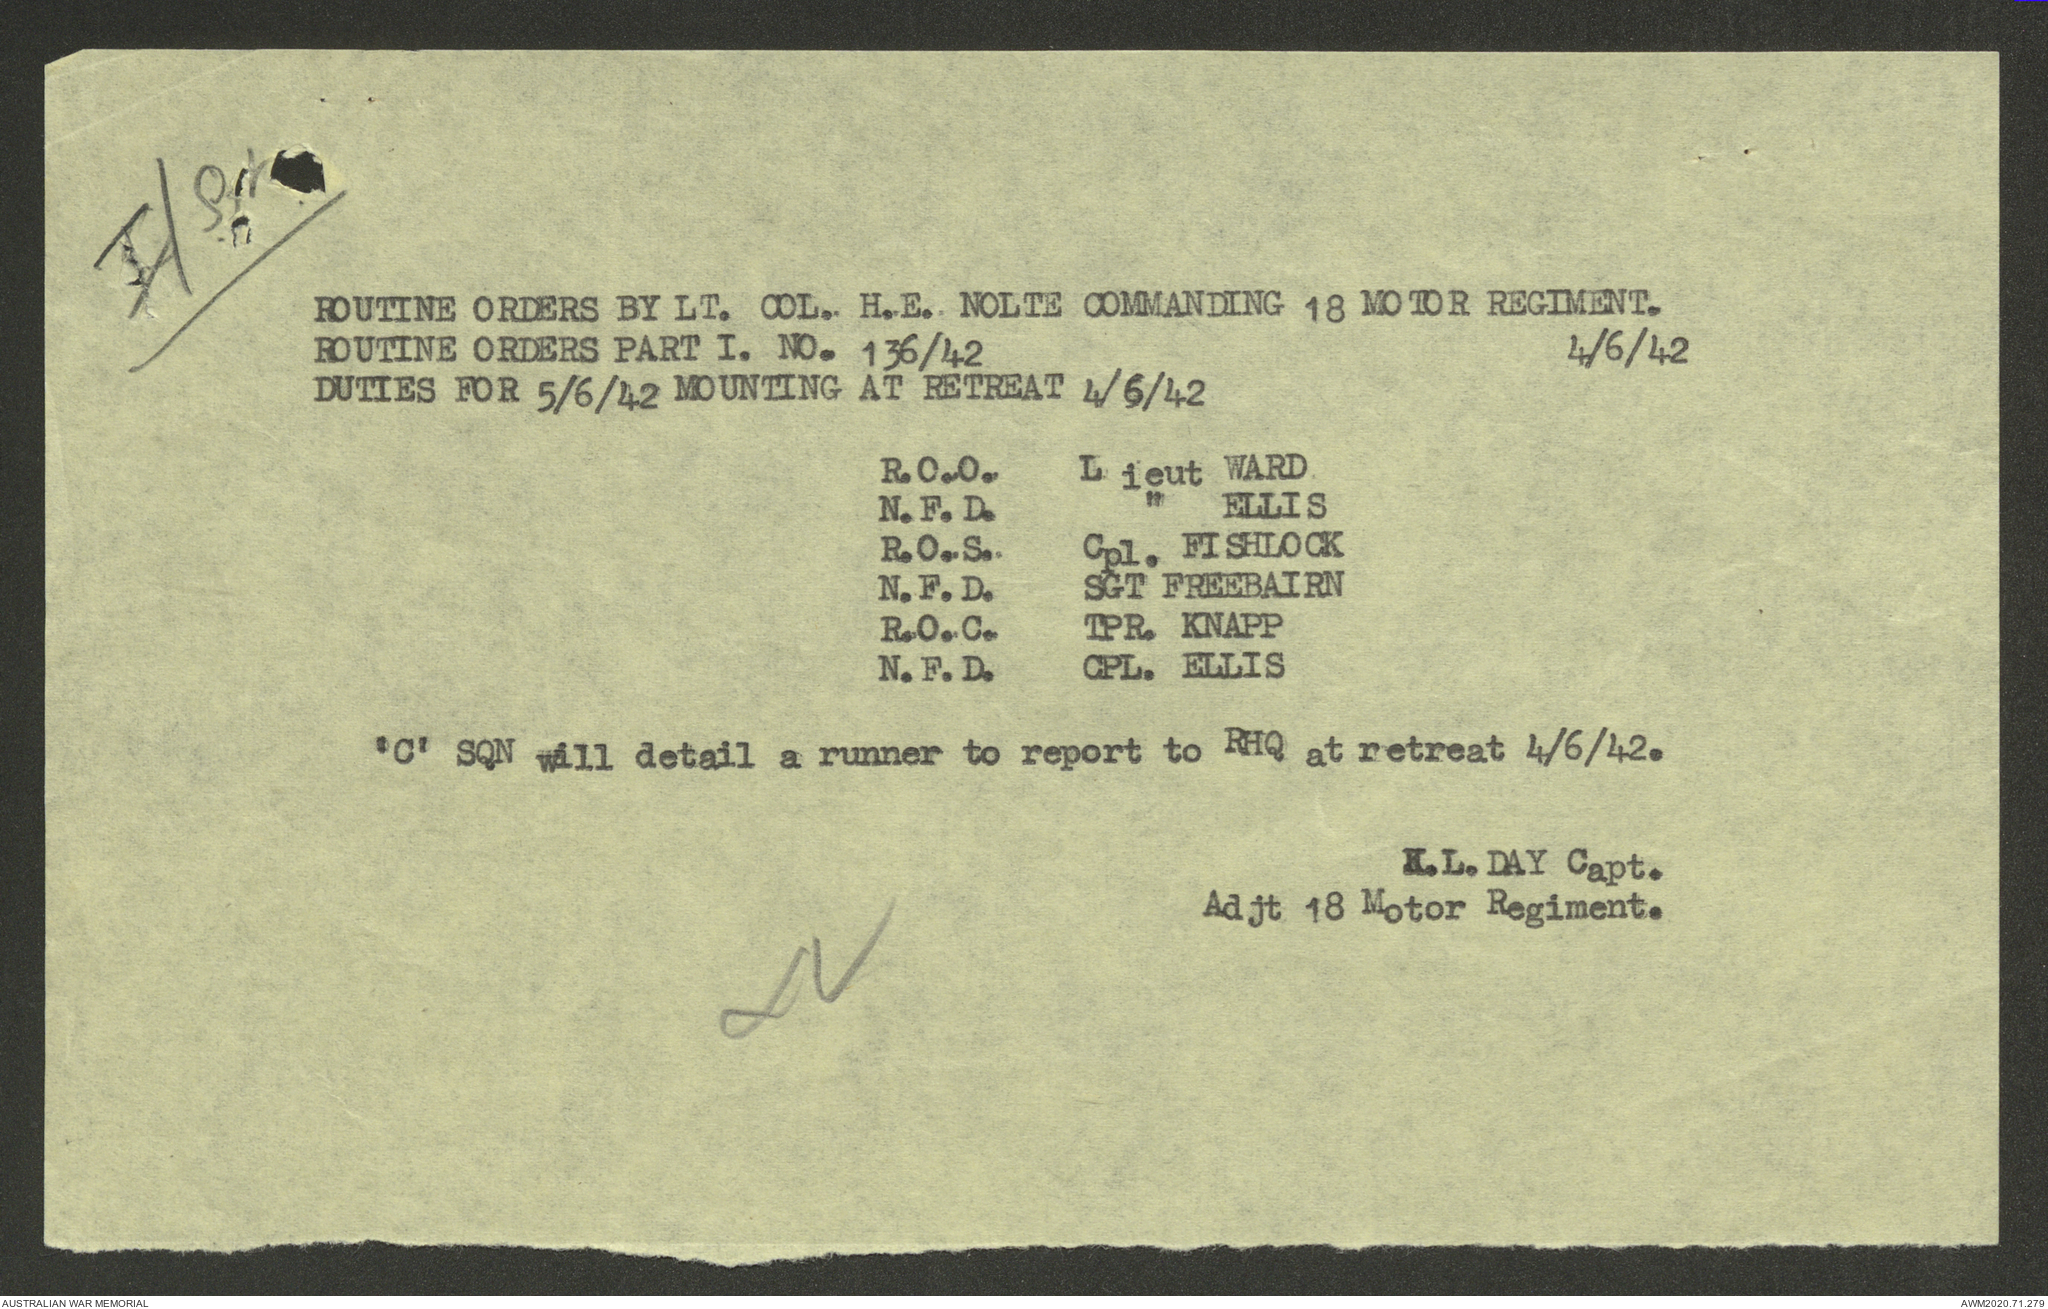 ROUTINE ORDERS BY LT. COL. H.E. NOLTE COMMANDING 18 MOTOR REGIMENT.
ROUTINE ORDERS PART I. NO. 136/42 4/6/42
DUTIES FOR 5/6/42 MOUNTING AT RETREAT 4/6/42
R.O.O. Lieut WARD
N.F.D. " ELLIS
R.O.S. Cpl. FISHLOCK
N.F.D. SGT FREEBAIRN
R.O.C. TPR. KNAPP
N.F.D. CPL. ELLIS
'C' SQN will detail a runner to report to RHQ at retreat 4/6/42.
.L. DAY Capt.
Adjt 18 Motor Regiment.
AUSTRALIAN WAR MEMORIAL
AWM2020.71.279